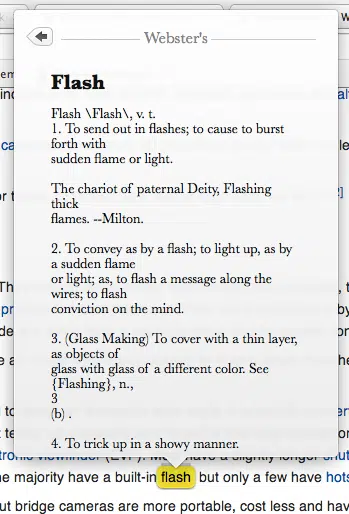 W
Webster's
em
Flash
Flash \Flash\, v. t.
1. To send out in flashes; to cause to burst
forth with
sudden flame or light.
The chariot of paternal Deity, Flashing
thick
flames. --Milton.
2. To convey as by a flash; to light up, as by
a sudden flame
or light; as, to flash a message along the
wires; to flash
conviction on the mind.
3. (Glass Making) To cover with a thin layer,
as objects of
glass with glass of a different color. See
{Flashing}, n.,
3
(b) .
4. To trick up in a showy manner.
he majority have a built-in flash but only a few have hots
ut bridge cameras are more portable, cost less and hav